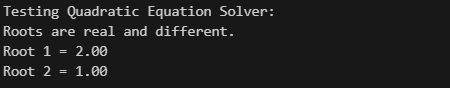 Testing Quadratic Equation Solver:
Roots are real and different.
Root 1 = 2.00
Root 2 = 1.00